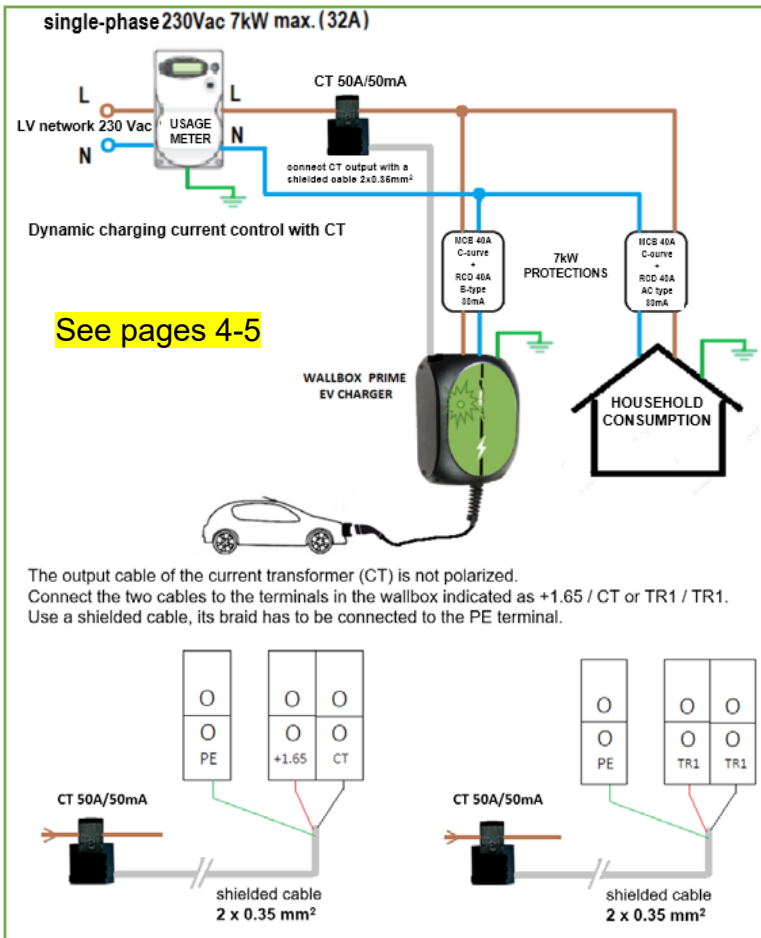 single-phase 230Vac 7kW max. (32A)
CT 50A/50mA
L
L
LV network 230 Vac
USAGE
METER
N
N
connect CT output with a
shielded cable 2x0.35mm²
Dynamic charging current control with CT
MCB 40A
C-curve
+
RCD 40A
B-type
30mA
7kW
PROTECTIONS
MCB 40A
C-curve
+
RCD 40A
AC type
30mA
See pages 4-5
WALLBOX PRIME
EV CHARGER
HOUSEHOLD
CONSUMPTION
The output cable of the current transformer (CT) is not polarized.
Connect the two cables to the terminals in the wallbox indicated as +1.65 / CT or TR1 / TR1.
Use a shielded cable, its braid has to be connected to the PE terminal.
PE
+1.65
CT
CT 50A/50mA
shielded cable
2 x 0.35 mm²
PE
TR1
TR1
CT 50A/50mA
shielded cable
2 x 0.35 mm²